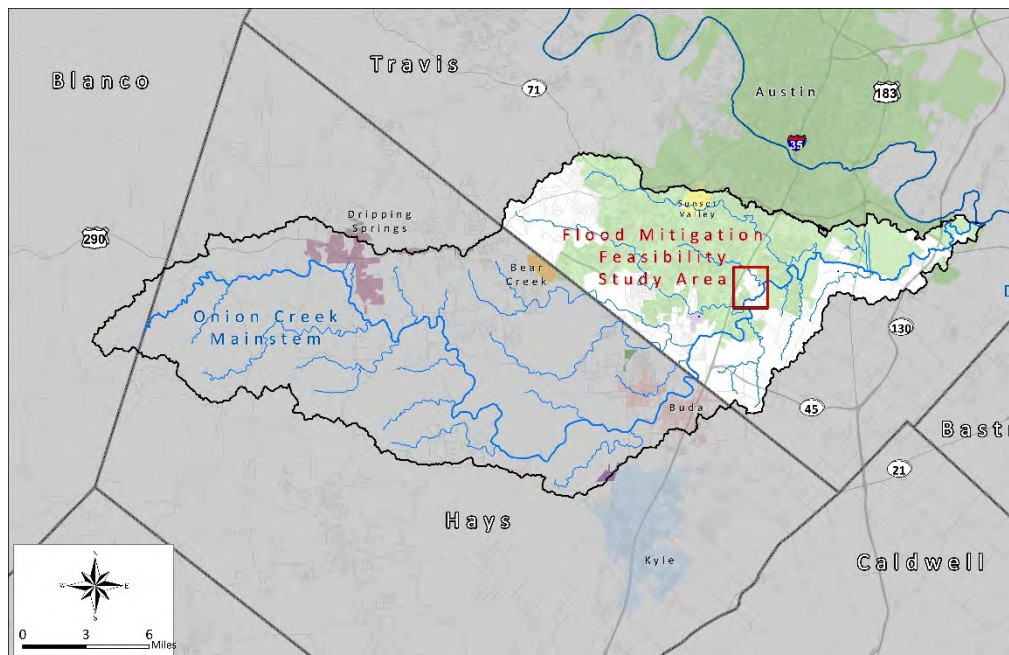 Blanco
Travis
71
Austin
183
35
290
Dripping
Springs
Sunset
Valley
Flood Mitigation
Feasibility
Study Area
Bear
Creek
Onion Creek
Mainstem
130
Buda
45
Bastr
21
Hays
Kyle
Caldwell
N
W
E
S
0 3 6
Miles
D